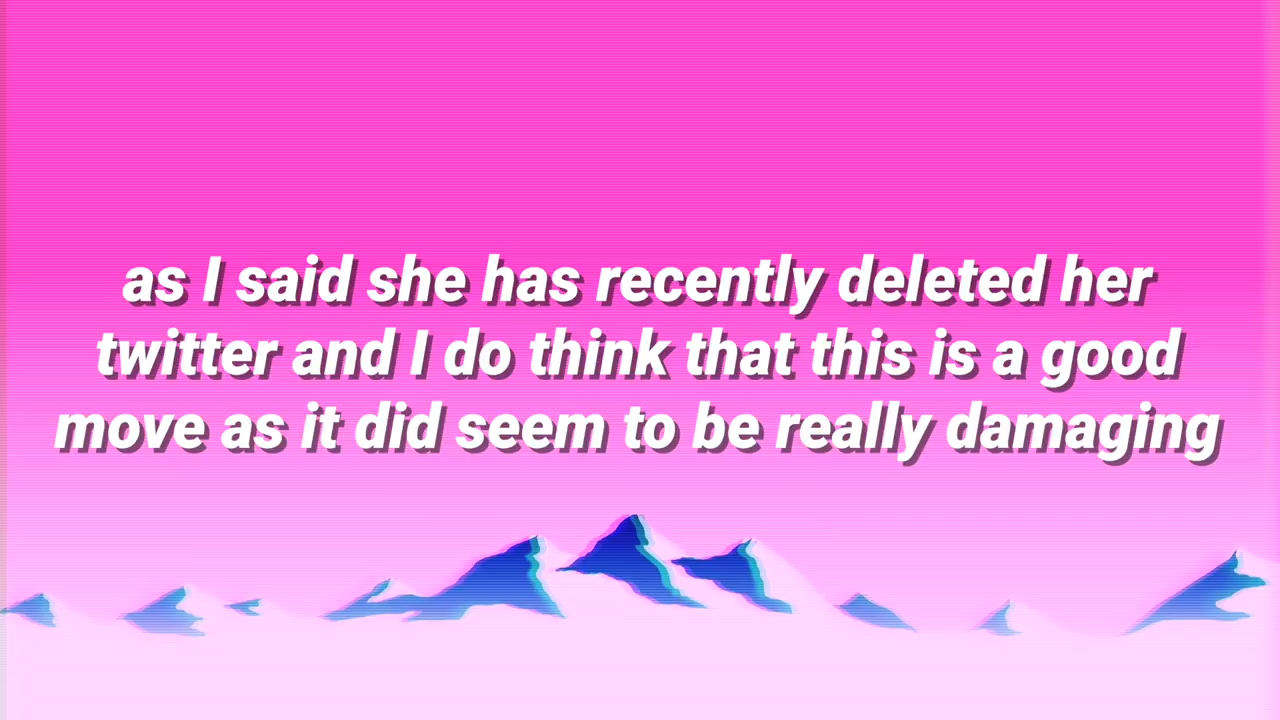 as I said she has recently deleted her
twitter and I do think that this is a good
move as it did seem to be really damaging